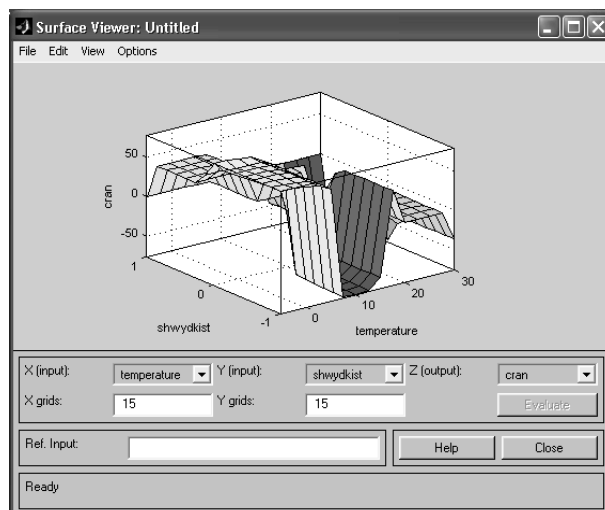 Surface Viewer: Untitled
File Edit View Options
50
0
-50
cran
1
0
-1
shwydkist
0
10
20
30
temperature
X (input): temperature Y (input): shwydkist Z (output): cran
X grids: 15 Y grids: 15 Evaluate
Ref. Input: Help Close
Ready